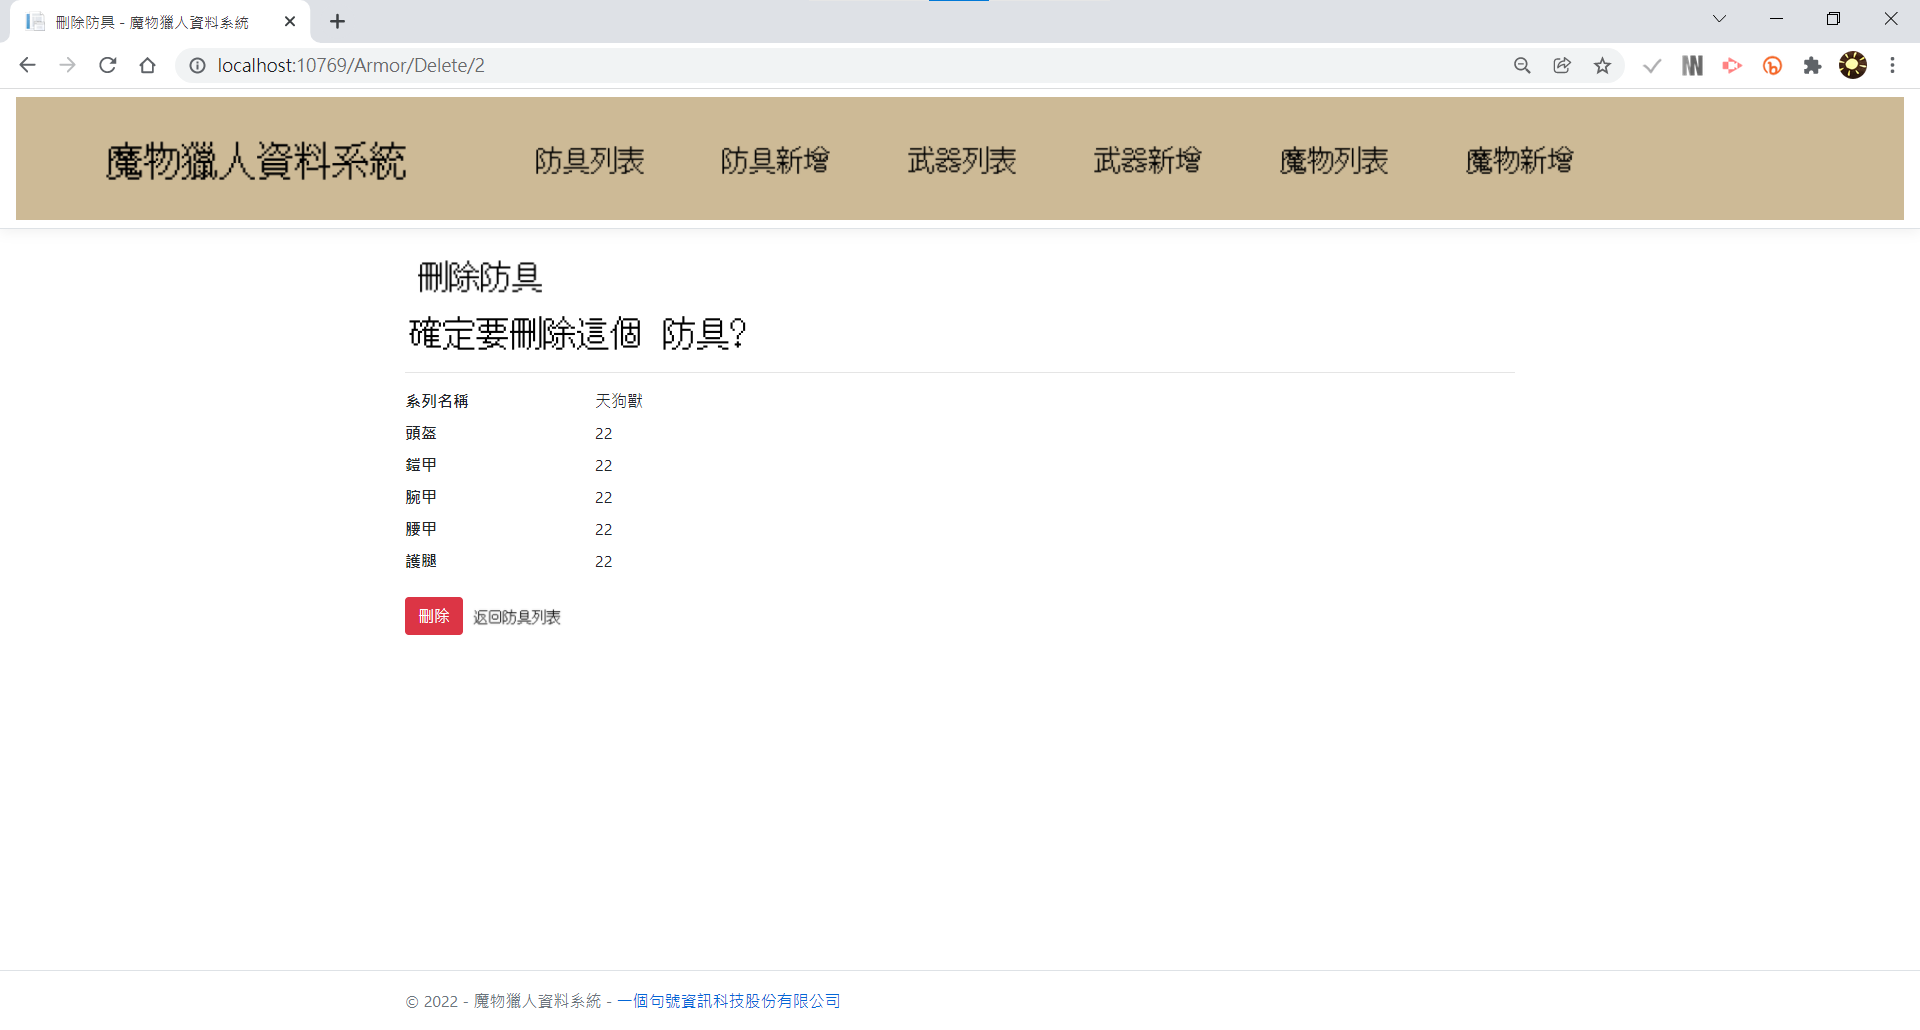 刪除防具 - 魔物獵人資料系統
localhost:10769/Armor/Delete/2
魔物獵人資料系統 防具列表 防具新增 武器列表 武器新增 魔物列表 魔物新增
刪除防具
確定要刪除這個 防具?
系列名稱 天狗獸
頭盔 22
鎧甲 22
腕甲 22
腰甲 22
護腿 22
刪除 返回防具列表
© 2022 - 魔物獵人資料系統 - 一個句號資訊科技股份有限公司